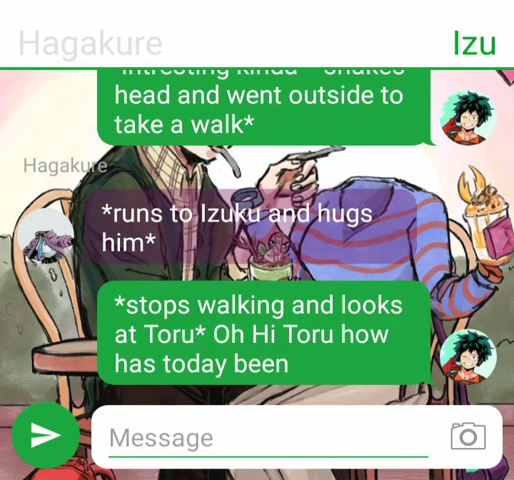 Hagakure
Izu
head and went outside to
take a walk*
Hagakure
*runs to Izuku and hugs
him*
*stops walking and looks
at Toru* Oh Hi Toru how
has today been
Message